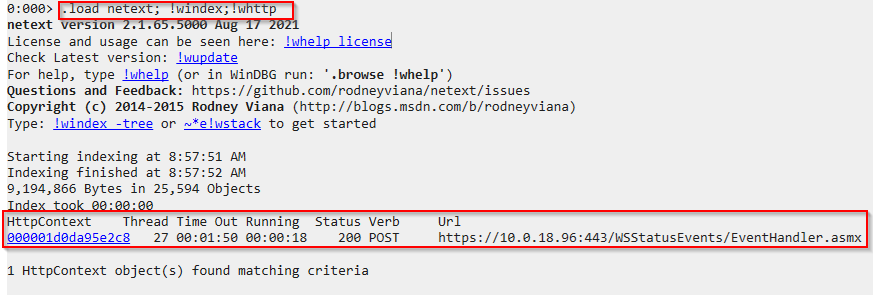 0:000> .load netext; !windex;!whttp
netext version 2.1.65.5000 Aug 17 2021
License and usage can be seen here: !whelp license
Check Latest version: !wupdate
For help, type !whelp (or in WinDBG run: '.browse !whelp')
Questions and Feedback: https://github.com/rodneyviana/netext/issues
Copyright (c) 2014-2015 Rodney Viana (http://blogs.msdn.com/b/rodneyviana)
Type: !windex -tree or ~*e!wstack to get started
Starting indexing at 8:57:51 AM
Indexing finished at 8:57:52 AM
9,194,866 Bytes in 25,594 Objects
Index took 00:00:00
HttpContext Thread Time Out Running Status Verb Url
000001d0da95e2c8 27 00:01:50 00:00:18 200 POST https://10.0.18.96:443/WSStatusEvents/EventHandler.asmx
1 HttpContext object(s) found matching criteria